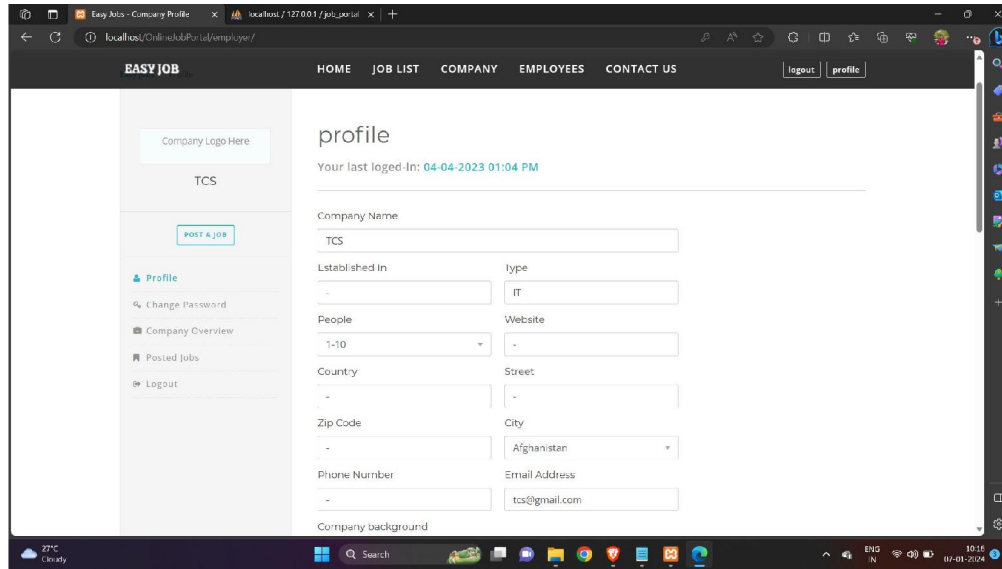 Easy Jobs - Company Profile
localhost / 127.0.0.1 / job_portal
localhost/OnlineJobPortal/employer/
EASY JOB
HOME JOB LIST COMPANY EMPLOYEES CONTACT US
logout profile
Company Logo Here
TCS
POST A JOB
Profile
Change Password
Company Overview
Posted Jobs
Logout
profile
Your last loged-In: 04-04-2023 01:04 PM
Company Name
TCS
Established In Type
- IT
People Website
1-10 -
Country Street
- -
Zip Code City
- Afghanistan
Phone Number Email Address
- tcs@gmail.com
Company background
27°C
Cloudy
Search
ENG
IN
10:16
07-01-2024